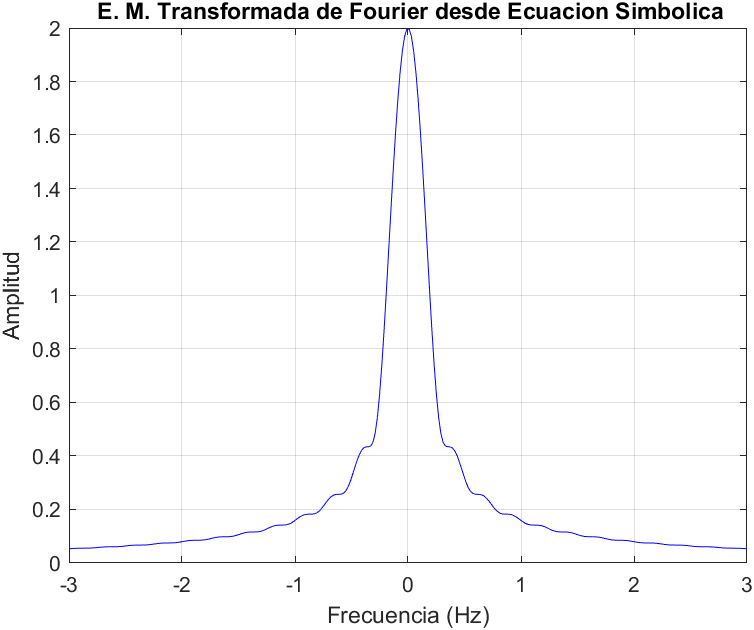 E. M. Transformada de Fourier desde Ecuacion Simbolica
2
1.8
1.6
1.4
1.2
1
0.8
0.6
0.4
0.2
0
Amplitud
-3 -2 -1 0 1 2 3
Frecuencia (Hz)